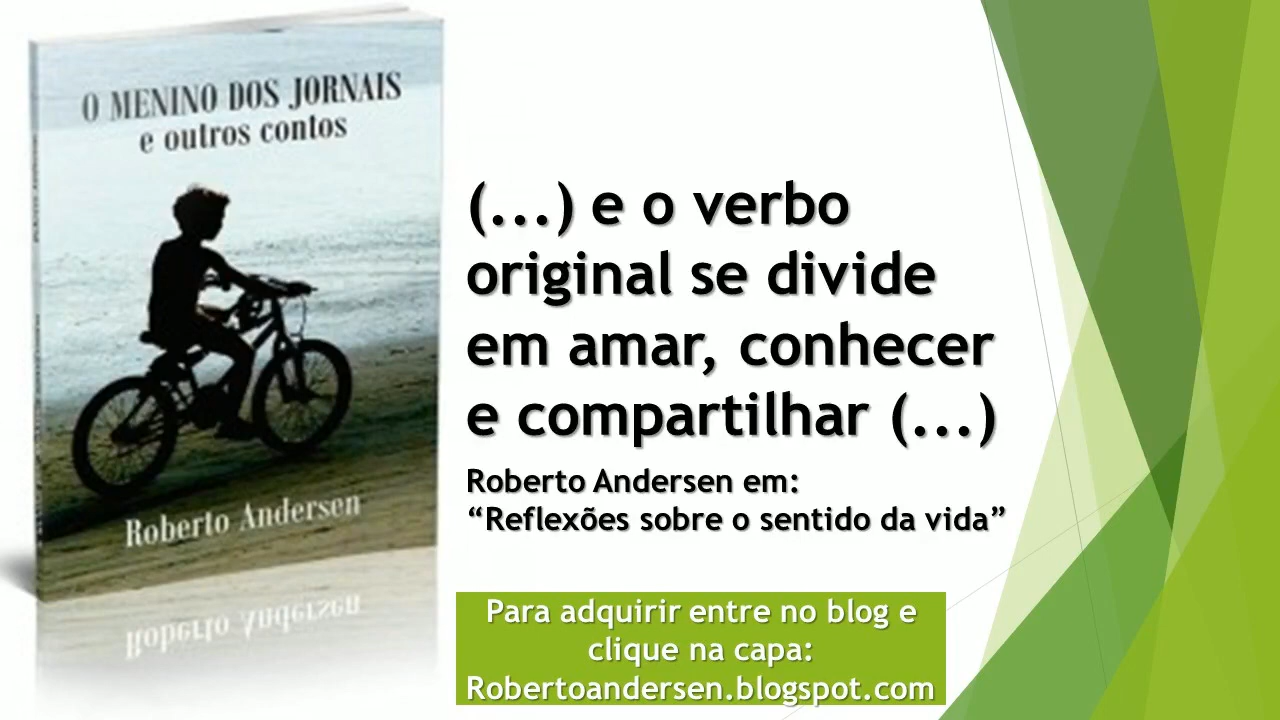 O MENINO DOS JORNAIS
e outros contos
Roberto Andersen
(...) e o verbo
original se divide
em amar, conhecer
e compartilhar (...)
Roberto Andersen em:
“Reflexões sobre o sentido da vida”
Para adquirir entre no blog e
clique na capa:
Robertoandersen.blogspot.com